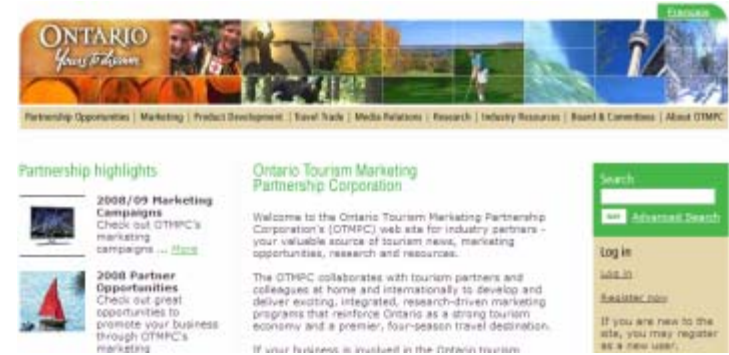 Français
ONTARIO
Yours to discover
Partnership Opportunities | Marketing | Product Development | Travel Trade | Media Relations | Research | Industry Resources | Board & Committees | About OTMPC
Partnership highlights
2008/09 Marketing
Campaigns
Check out OTMPC's
marketing
campaigns ... More
2008 Partner
Opportunities
Check out great
opportunities to
promote your business
through OTMPC's
marketing
Ontario Tourism Marketing
Partnership Corporation
Welcome to the Ontario Tourism Marketing Partnership
Corporation's (OTMPC) web site for industry partners -
your valuable source of tourism news, marketing
opportunities, research and resources.
The OTMPC collaborates with tourism partners and
colleagues at home and internationally to develop and
deliver exciting, integrated, research-driven marketing
programs that reinforce Ontario as a strong tourism
economy and a premier, four-season travel destination.
If your business is involved in the Ontario tourism
Search
GO Advanced Search
Log in
Log in
Register now
If you are new to the
site, you may register
as a new user.